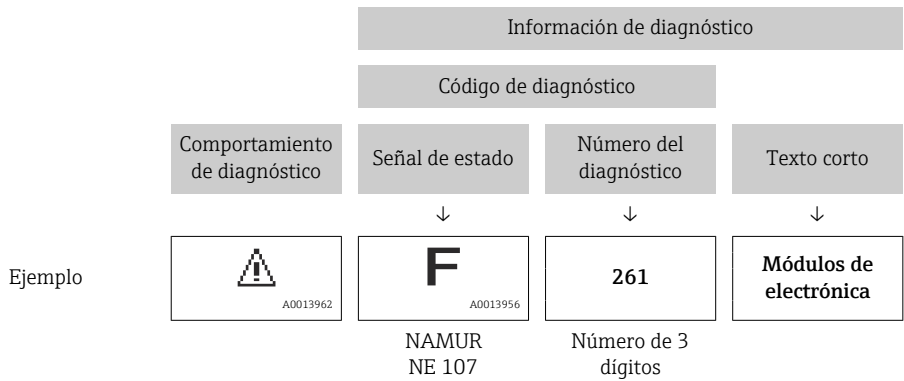 Información de diagnóstico
Código de diagnóstico
Comportamiento
de diagnóstico
Señal de estado
Número del
diagnóstico
Texto corto
↓
↓
↓
Ejemplo
A0013962
F
A0013956
261
Módulos de
electrónica
NAMUR
NE 107
Número de 3
dígitos